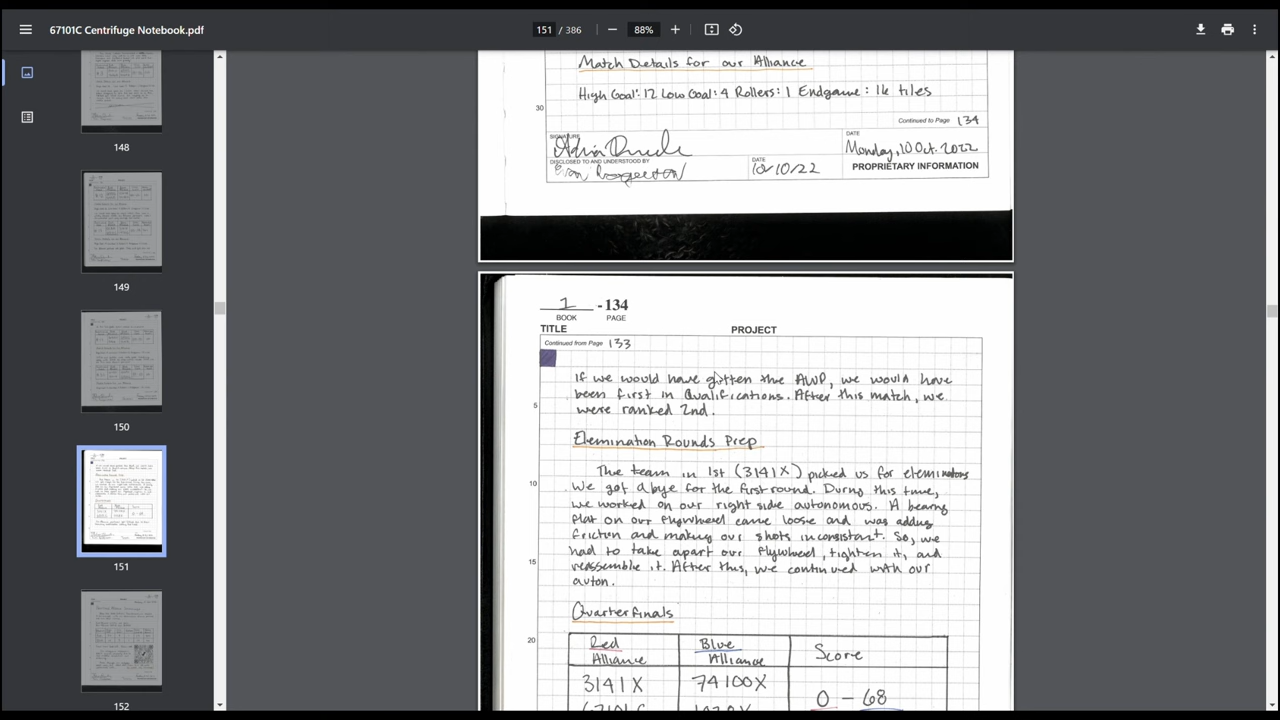 67101C Centrifuge Notebook.pdf
151 / 386
88%
148
149
150
151
152
Match Details for our Alliance
High Goal: 12 Low Goal: 4 Rollers: 1 Endgame: 16 tiles
30
Continued to Page 134
SIGNATURE
DATE
Monday, 10 Oct. 2022
DISCLOSED TO AND UNDERSTOOD BY
DATE
10/10/22
PROPRIETARY INFORMATION
1 -134
BOOK PAGE
TITLE PROJECT
Continued from Page 133
If we would have gotten the AWP, we would have
been first in Qualifications. After this match, we
5
were ranked 2nd.
Elemination Rounds Prep
The team in 1st (3141X) picked us for eleminations
10
We got a bye for the first round. During this time,
we worked on our right side autonomous. A bearing
flat on our flywheel came loose and was adding
friction and making our shots inconsistant. So, we
had to take apart our flywheel, tighten it, and
15
reassemble it. After this, we continued with our
auton.
Quarterfinals
20
Red Alliance
Blue Alliance
Score
3141X
74100X
0 - 68